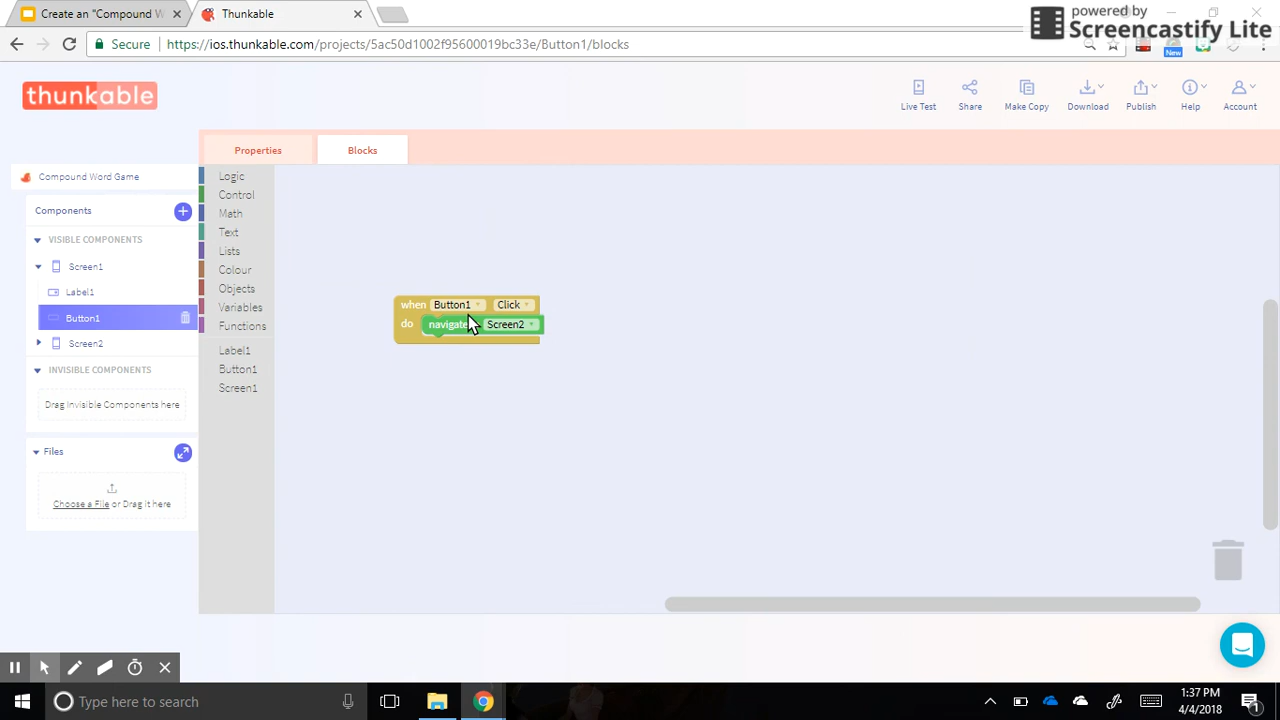 Create an "Compound W
Thunkable
powered by
Screencastify Lite
Secure
https://ios.thunkable.com/projects/5ac50d1002f95600019bc33e/Button1/blocks
New
thunkable
Live Test
Share
Make Copy
Download
Publish
Help
Account
Properties
Blocks
Compound Word Game
Components
VISIBLE COMPONENTS
Screen1
Label1
Button1
Screen2
INVISIBLE COMPONENTS
Drag Invisible Components here
Files
Choose a File or Drag it here
Logic
Control
Math
Text
Lists
Colour
Objects
Variables
Functions
Label1
Button1
Screen1
when Button1 Click
do navigate Screen2
Type here to search
1:37 PM
4/4/2018